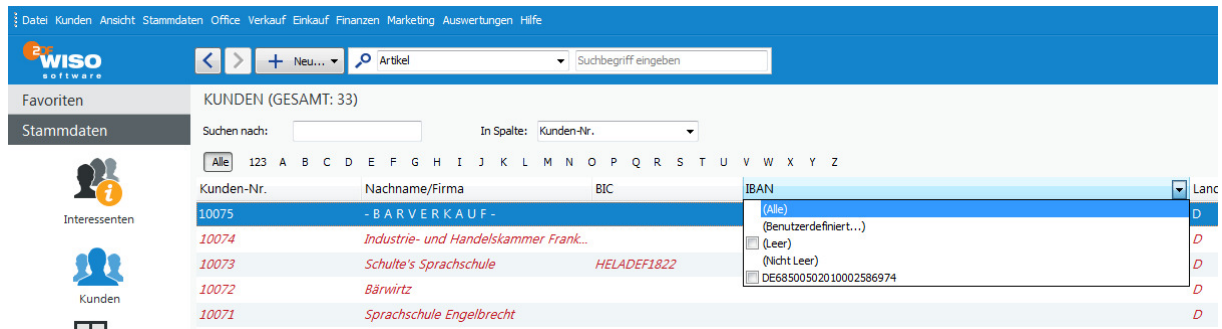 Datei Kunden Ansicht Stammdaten Office Verkauf Einkauf Finanzen Marketing Auswertungen Hilfe
ZDF
WISO
software
Neu...
Artikel
Suchbegriff eingeben
Favoriten
KUNDEN (GESAMT: 33)
Stammdaten
Suchen nach:
In Spalte: Kunden-Nr.
Alle 123 A B C D E F G H I J K L M N O P Q R S T U V W X Y Z
Kunden-Nr. Nachname/Firma BIC IBAN Land
10075 - B A R V E R K A U F - (Alle) D
Interessenten
(Benutzerdefiniert...)
10074 Industrie- und Handelskammer Frank... (Leer) D
10073 Schulte's Sprachschule HELADEF1822 (Nicht Leer) D
DE68500502010002586974
10072 Bärwirtz D
Kunden
10071 Sprachschule Engelbrecht D